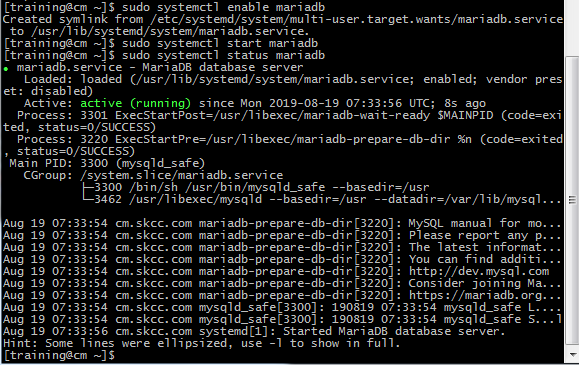 [training@cm ~]$ sudo systemctl enable mariadb
Created symlink from /etc/systemd/system/multi-user.target.wants/mariadb.service
 to /usr/lib/systemd/system/mariadb.service.
[training@cm ~]$ sudo systemctl start mariadb
[training@cm ~]$ sudo systemctl status mariadb
● mariadb.service - MariaDB database server
   Loaded: loaded (/usr/lib/systemd/system/mariadb.service; enabled; vendor pres
et: disabled)
   Active: active (running) since Mon 2019-08-19 07:33:56 UTC; 8s ago
  Process: 3301 ExecStartPost=/usr/libexec/mariadb-wait-ready $MAINPID (code=exi
ted, status=0/SUCCESS)
  Process: 3220 ExecStartPre=/usr/libexec/mariadb-prepare-db-dir %n (code=exited
, status=0/SUCCESS)
 Main PID: 3300 (mysqld_safe)
   CGroup: /system.slice/mariadb.service
           ├─3300 /bin/sh /usr/bin/mysqld_safe --basedir=/usr
           └─3462 /usr/libexec/mysqld --basedir=/usr --datadir=/var/lib/mysql...

Aug 19 07:33:54 cm.skcc.com mariadb-prepare-db-dir[3220]: MySQL manual for mo...
Aug 19 07:33:54 cm.skcc.com mariadb-prepare-db-dir[3220]: Please report any p...
Aug 19 07:33:54 cm.skcc.com mariadb-prepare-db-dir[3220]: The latest informat...
Aug 19 07:33:54 cm.skcc.com mariadb-prepare-db-dir[3220]: You can find additi...
Aug 19 07:33:54 cm.skcc.com mariadb-prepare-db-dir[3220]: http://dev.mysql.com
Aug 19 07:33:54 cm.skcc.com mariadb-prepare-db-dir[3220]: Consider joining Ma...
Aug 19 07:33:54 cm.skcc.com mariadb-prepare-db-dir[3220]: https://mariadb.org...
Aug 19 07:33:54 cm.skcc.com mysqld_safe[3300]: 190819 07:33:54 mysqld_safe L....
Aug 19 07:33:54 cm.skcc.com mysqld_safe[3300]: 190819 07:33:54 mysqld_safe S...l
Aug 19 07:33:56 cm.skcc.com systemd[1]: Started MariaDB database server.
Hint: Some lines were ellipsized, use -l to show in full.
[training@cm ~]$